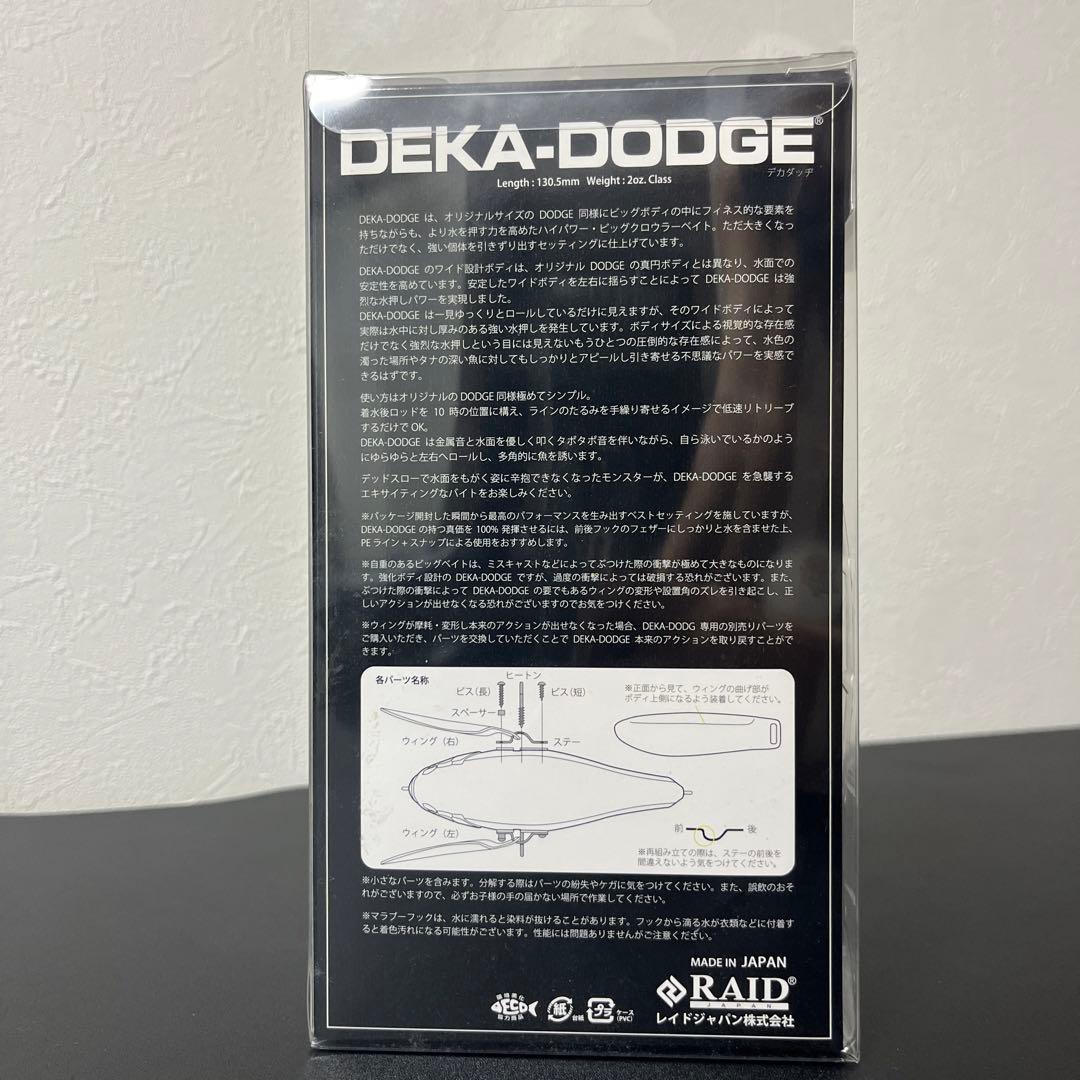 DEKA-DODGE®
デカダッヂ
Length : 130.5mm Weight : 2oz. Class
DEKA-DODGE は、オリジナルサイズの DODGE 同様にビッグボディの中にフィネス的な要素を
持ちながらも、より水を押す力を高めたハイパワー・ビッグクロウラーベイト。ただ大きくなっ
ただけでなく、強い個体を引きずり出すセッティングに仕上げています。
DEKA-DODGE のワイド設計ボディは、オリジナル DODGE の真円ボディとは異なり、水面での
安定性を高めています。安定したワイドボディを左右に揺らすことによって DEKA-DODGE は強
烈な水押しパワーを実現しました。
DEKA-DODGE は一見ゆっくりとロールしているだけに見えますが、そのワイドボディによって
実際は水中に対し厚みのある強い水押しを発生しています。ボディサイズによる視覚的な存在感
だけでなく強烈な水押しという目には見えないもうひとつの圧倒的な存在感によって、水色の
濁った場所やタナの深い魚に対してもしっかりとアピールし引き寄せる不思議なパワーを実感で
きるはずです。
使い方はオリジナルの DODGE 同様極めてシンプル。
着水後ロッドを 10 時の位置に構え、ラインのたるみを手繰り寄せるイメージで低速リトリーブ
するだけで OK。
DEKA-DODGE は金属音と水面を優しく叩くタポタポ音を伴いながら、自ら泳いでいるかのよう
にゆらゆらと左右へロールし、多角的に魚を誘います。
デッドスローで水面をもがく姿に辛抱できなくなったモンスターが、DEKA-DODGE を急襲する
エキサイティングなバイトをお楽しみください。
※パッケージ開封した瞬間から最高のパフォーマンスを生み出すベストセッティングを施していますが、
DEKA-DODGE の持つ真価を 100% 発揮させるには、前後フックのフェザーにしっかりと水を含ませた上、
PE ライン + スナップによる使用をおすすめします。
※自重のあるビッグベイトは、ミスキャストなどによってぶつけた際の衝撃が極めて大きなものになりま
す。強化ボディ設計の DEKA-DODGE ですが、過度の衝撃によっては破損する恐れがございます。また、
ぶつけた際の衝撃によって DEKA-DODGE の要でもあるウィングの変形や設置角のズレを引き起こし、正
しいアクションが出せなくなる恐れがございますのでお気をつけください。
※ウィングが摩耗・変形し本来のアクションが出せなくなった場合、DEKA-DODG 専用の別売りパーツを
ご購入いただき、パーツを交換していただくことで DEKA-DODGE 本来のアクションを取り戻すことがで
きます。
各パーツ名称
ヒートン
ビス(長)
ビス(短)
スペーサー
ウィング(右)
ステー
※正面から見て、ウィングの曲げ部が
ボディ上側になるよう装着してください。
ウィング(左)
前
後
※再組み立ての際は、ステーの前後を
間違えないよう気をつけてください。
※小さなパーツを含みます。分解する際はパーツの紛失やケガに気をつけてください。また、誤飲のおそ
れがございますので、必ずお子様の手の届かない場所で作業してください。
※マラブーフックは、水に濡れると染料が抜けることがあります。フックから滴る水が衣類などに付着す
ると着色汚れになる可能性がございます。性能には問題ありませんがご注意ください。
MADE IN JAPAN
RAID®
JAPAN
レイドジャパン株式会社
環境進化
ECO
協力商品
紙
台紙
プラ
ケース
(PVC)